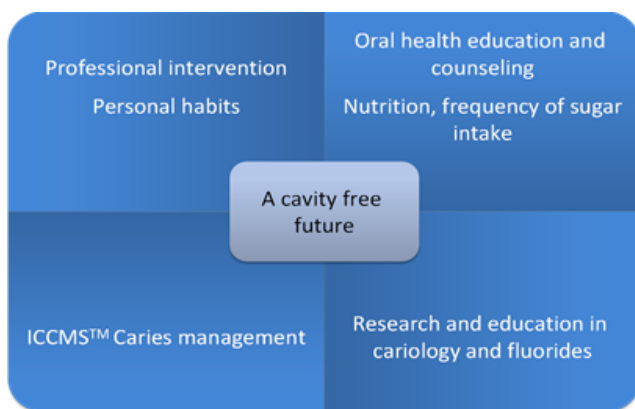 Professional intervention
Personal habits
Oral health education and
counseling
Nutrition, frequency of sugar
intake
A cavity free
future
ICCMS™ Caries management
Research and education in
cariology and fluorides